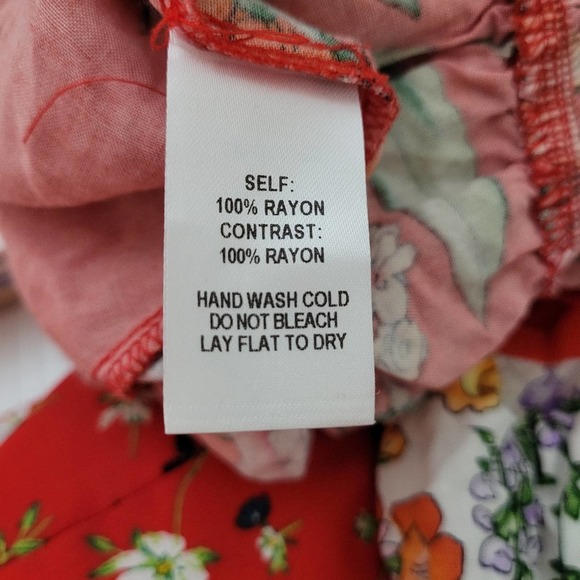 SELF:
100% RAYON
CONTRAST:
100% RAYON
HAND WASH COLD
DO NOT BLEACH
LAY FLAT TO DRY